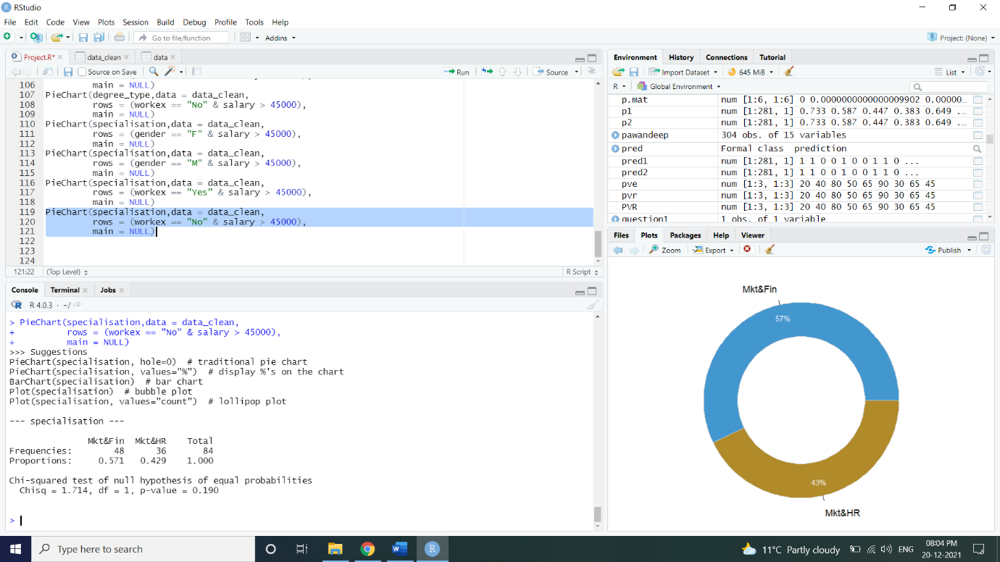 RStudio
File Edit Code View Plots Session Build Debug Profile Tools Help
Go to file/function Addins Project: (None)
Project.R* data_clean data
Source on Save Run Source
106 main = NULL)
107 PieChart(degree_type,data = data_clean,
108 rows = (workex == "No" & salary > 45000),
109 main = NULL)
110 PieChart(specialisation,data = data_clean,
111 rows = (gender == "F" & salary > 45000),
112 main = NULL)
113 PieChart(specialisation,data = data_clean,
114 rows = (gender == "M" & salary > 45000),
115 main = NULL)
116 PieChart(specialisation,data = data_clean,
117 rows = (workex == "Yes" & salary > 45000),
118 main = NULL)
119 PieChart(specialisation,data = data_clean,
120 rows = (workex == "No" & salary > 45000),
121 main = NULL)
122
123
124
121:22 (Top Level) R Script
Console Terminal Jobs
R 4.0.3 · ~/
> PieChart(specialisation,data = data_clean,
+ rows = (workex == "No" & salary > 45000),
+ main = NULL)
>>> Suggestions
PieChart(specialisation, hole=0) # traditional pie chart
PieChart(specialisation, values="%") # display %'s on the chart
BarChart(specialisation) # bar chart
Plot(specialisation) # bubble plot
Plot(specialisation, values="count") # lollipop plot
--- specialisation ---
Mkt&Fin Mkt&HR Total
Frequencies: 48 36 84
Proportions: 0.571 0.429 1.000
Chi-squared test of null hypothesis of equal probabilities
Chisq = 1.714, df = 1, p-value = 0.190
>
Environment History Connections Tutorial
Import Dataset 645 MiB List
R Global Environment
p.mat num [1:6, 1:6] 0 0.0000000000000009902 0.00000...
p1 num [1:281, 1] 0.733 0.587 0.447 0.383 0.649 ...
p2 num [1:281, 1] 0.733 0.587 0.447 0.383 0.649 ...
pawandeep 304 obs. of 15 variables
pred Formal class prediction
pred1 num [1:281, 1] 1 1 0 0 1 0 0 1 1 0 ...
pred2 num [1:281, 1] 1 1 0 0 1 0 0 1 1 0 ...
pve num [1:3, 1:3] 20 40 80 50 65 90 30 65 45
pvr num [1:3, 1:3] 20 40 80 50 65 90 30 65 45
PVR num [1:3, 1:3] 20 40 80 50 65 90 30 65 45
question1 1 obs. of 1 variable
Files Plots Packages Help Viewer
Zoom Export Publish
Mkt&Fin
57%
43%
Mkt&HR
Type here to search
W
R
11°C Partly cloudy ENG
08:04 PM
20-12-2021